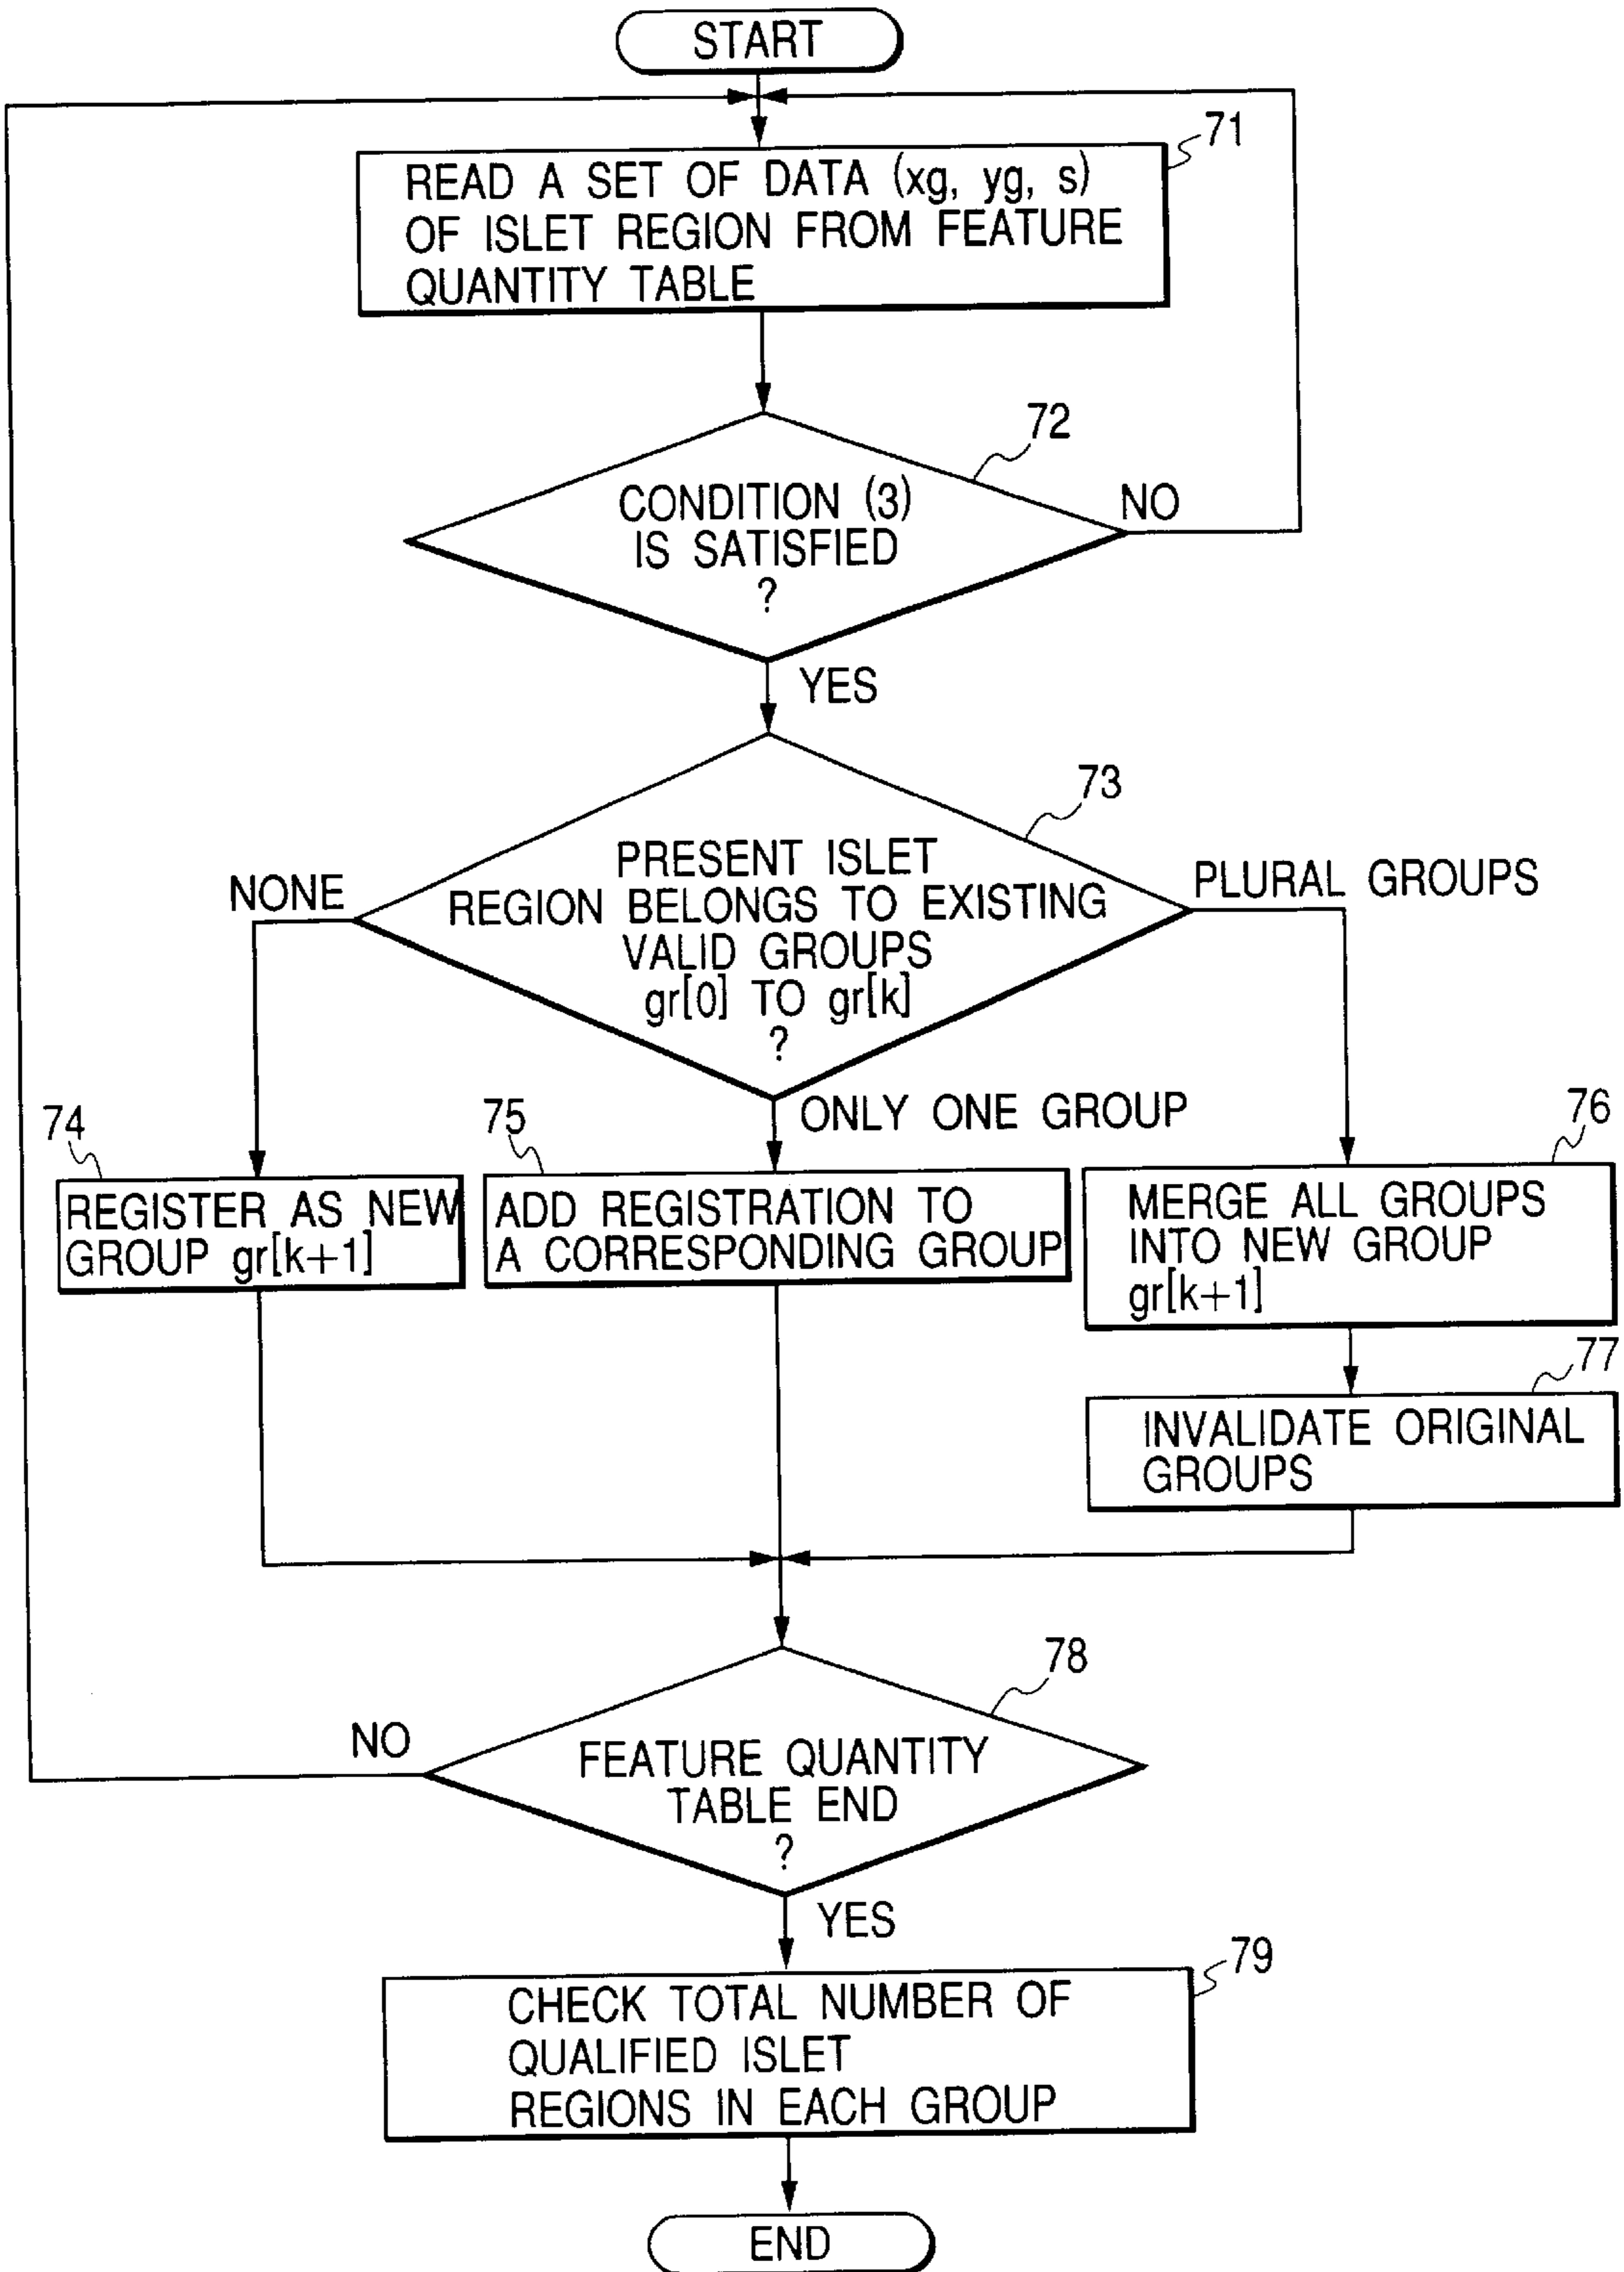 START
71
READ A SET OF DATA (xg, yg, s)
OF ISLET REGION FROM FEATURE
QUANTITY TABLE
72
CONDITION (3)
IS SATISFIED
?
NO
YES
73
PRESENT ISLET
REGION BELONGS TO EXISTING
VALID GROUPS
gr[0] TO gr[k]
?
NONE
PLURAL GROUPS
ONLY ONE GROUP
74
REGISTER AS NEW
GROUP gr[k+1]
75
ADD REGISTRATION TO
A CORRESPONDING GROUP
76
MERGE ALL GROUPS
INTO NEW GROUP
gr[k+1]
77
INVALIDATE ORIGINAL
GROUPS
78
FEATURE QUANTITY
TABLE END
?
NO
YES
79
CHECK TOTAL NUMBER OF
QUALIFIED ISLET
REGIONS IN EACH GROUP
END